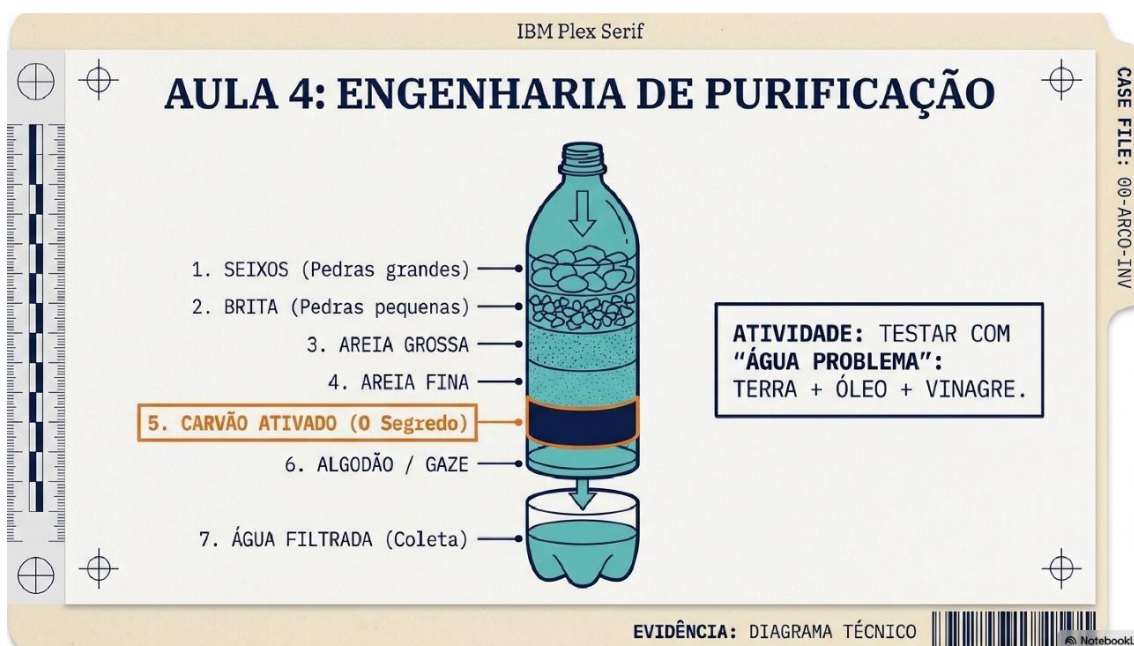 IBM Plex Serif
AULA 4: ENGENHARIA DE PURIFICAÇÃO
CASE FILE: 00-ARCO-INV
1. SEIXOS (Pedras grandes)
2. BRITA (Pedras pequenas)
3. AREIA GROSSA
4. AREIA FINA
5. CARVÃO ATIVADO (O Segredo)
6. ALGODÃO / GAZE
7. ÁGUA FILTRADA (Coleta)
ATIVIDADE: TESTAR COM
“ÁGUA PROBLEMA”:
TERRA + ÓLEO + VINAGRE.
EVIDÊNCIA: DIAGRAMA TÉCNICO